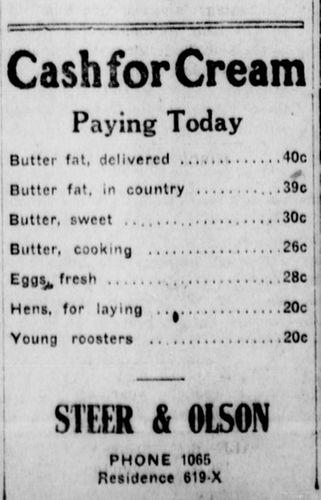 Cash for Cream
Paying Today
Butter fat, delivered ............. 40c
Butter fat, in country .......... 39c
Butter, sweet .................... 30c
Butter, cooking ................. 26c
Eggs, fresh ...................... 28c
Hens, for laying ................ 20c
Young roosters ................. 20c
STEER & OLSON
PHONE 1065
Residence 619-X